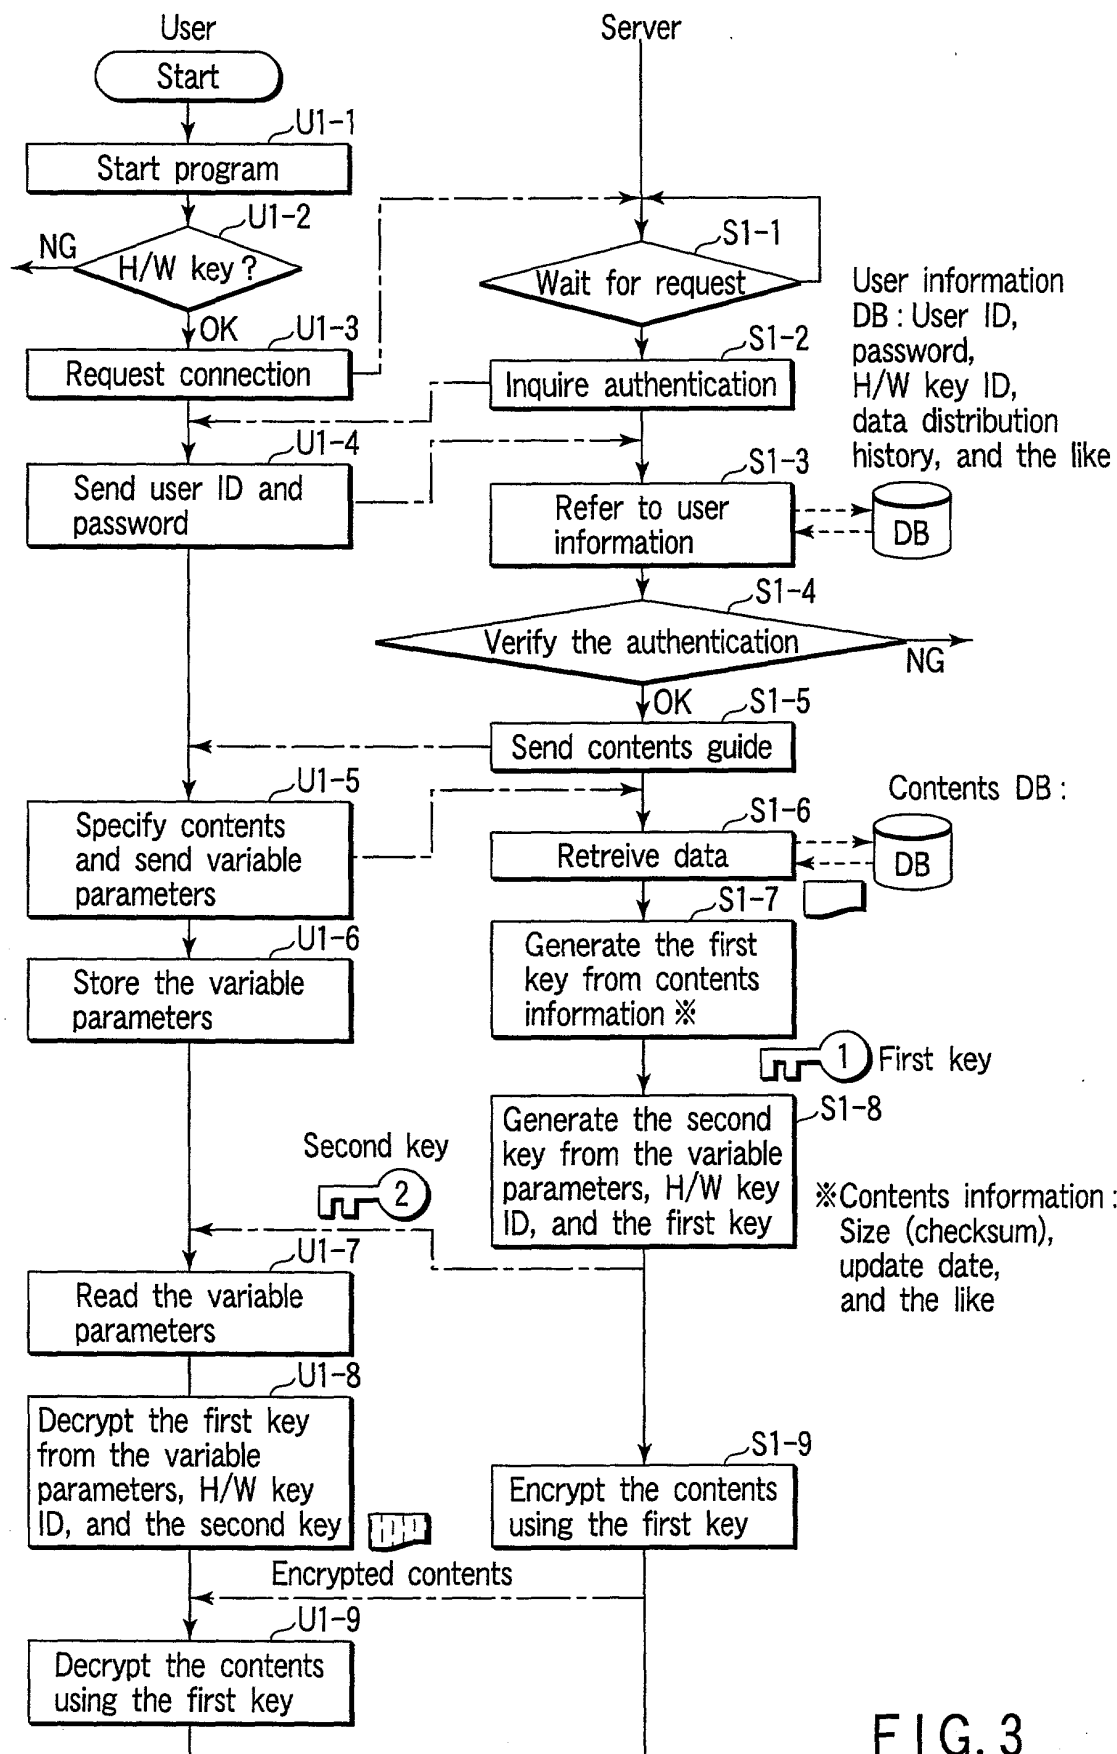 User
Server
Start
U1-1
Start program
U1-2
NG
H/W key?
S1-1
Wait for request
User information
DB : User ID,
password,
H/W key ID,
data distribution
history, and the like
OK
U1-3
Request connection
S1-2
Inquire authentication
U1-4
Send user ID and
password
S1-3
Refer to user
information
DB
S1-4
Verify the authentication
NG
OK
S1-5
Send contents guide
U1-5
Specify contents
and send variable
parameters
Contents DB :
S1-6
Retreive data
DB
S1-7
Generate the first
key from contents
information ※
U1-6
Store the variable
parameters
1
First key
S1-8
Generate the second
key from the variable
parameters, H/W key
ID, and the first key
Second key
2
※Contents information :
Size (checksum),
update date,
and the like
U1-7
Read the variable
parameters
U1-8
Decrypt the first key
from the variable
parameters, H/W key
ID, and the second key
S1-9
Encrypt the contents
using the first key
Encrypted contents
U1-9
Decrypt the contents
using the first key
FIG. 3